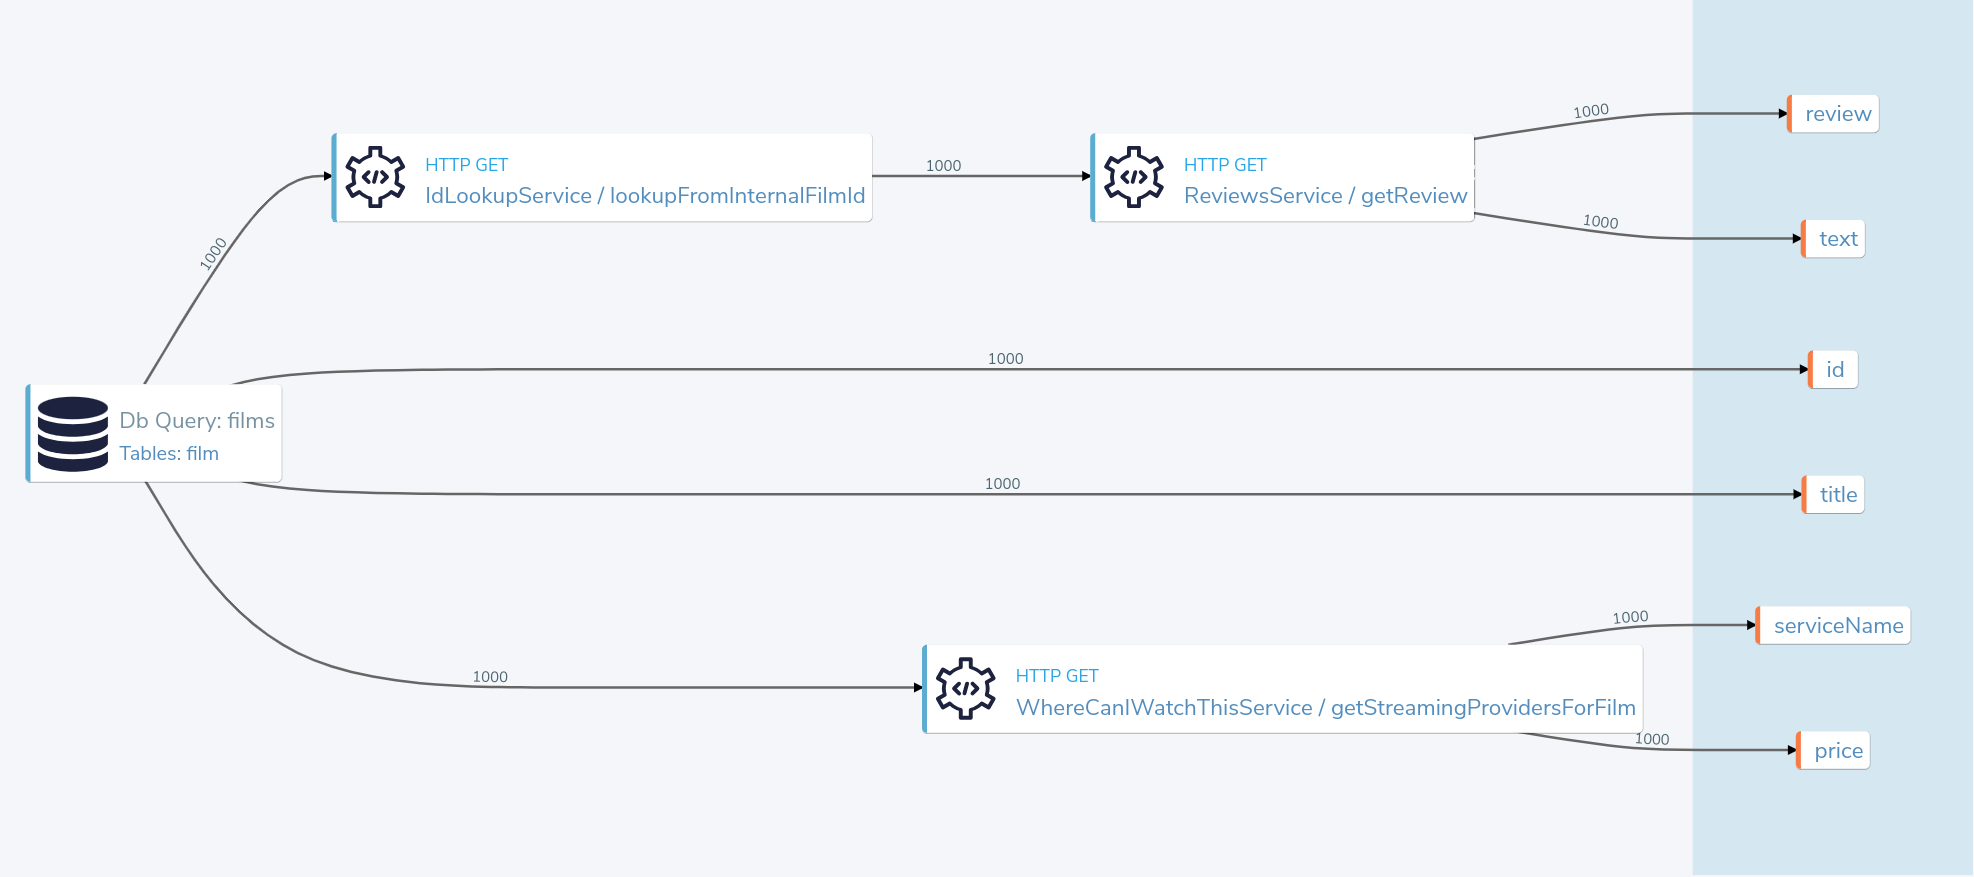 1000
review
HTTP GET
IdLookupService / lookupFromInternalFilmId
1000
HTTP GET
ReviewsService / getReview
1000
text
1000
1000
id
Db Query: films
Tables: film
1000
title
1000
serviceName
1000
HTTP GET
WhereCanIWatchThisService / getStreamingProvidersForFilm
1000
price